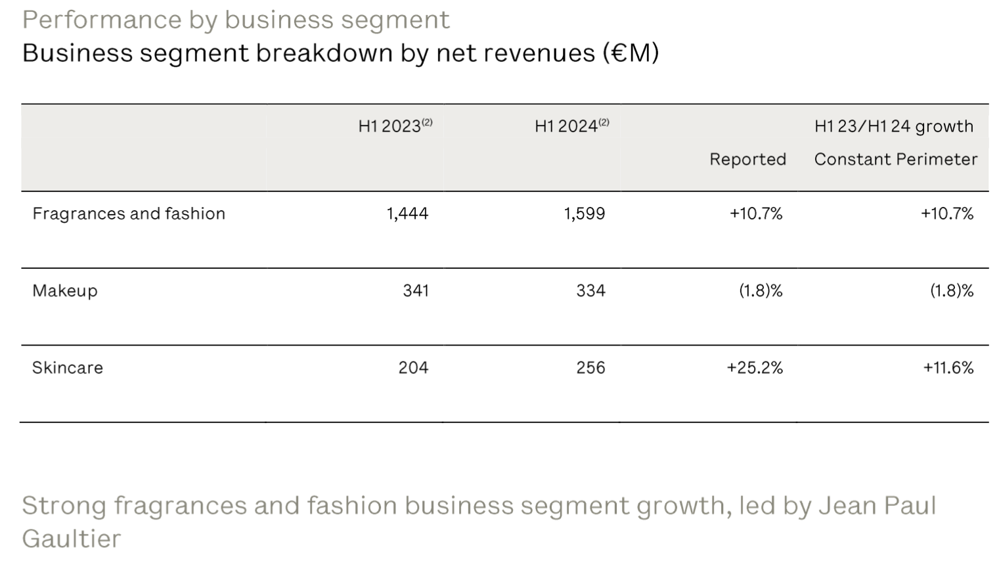 Performance by business segment
Business segment breakdown by net revenues (€M)
H1 2023(2) H1 2024(2) H1 23/H1 24 growth
Reported Constant Perimeter
Fragrances and fashion 1,444 1,599 +10.7% +10.7%
Makeup 341 334 (1.8)% (1.8)%
Skincare 204 256 +25.2% +11.6%
Strong fragrances and fashion business segment growth, led by Jean Paul
Gaultier